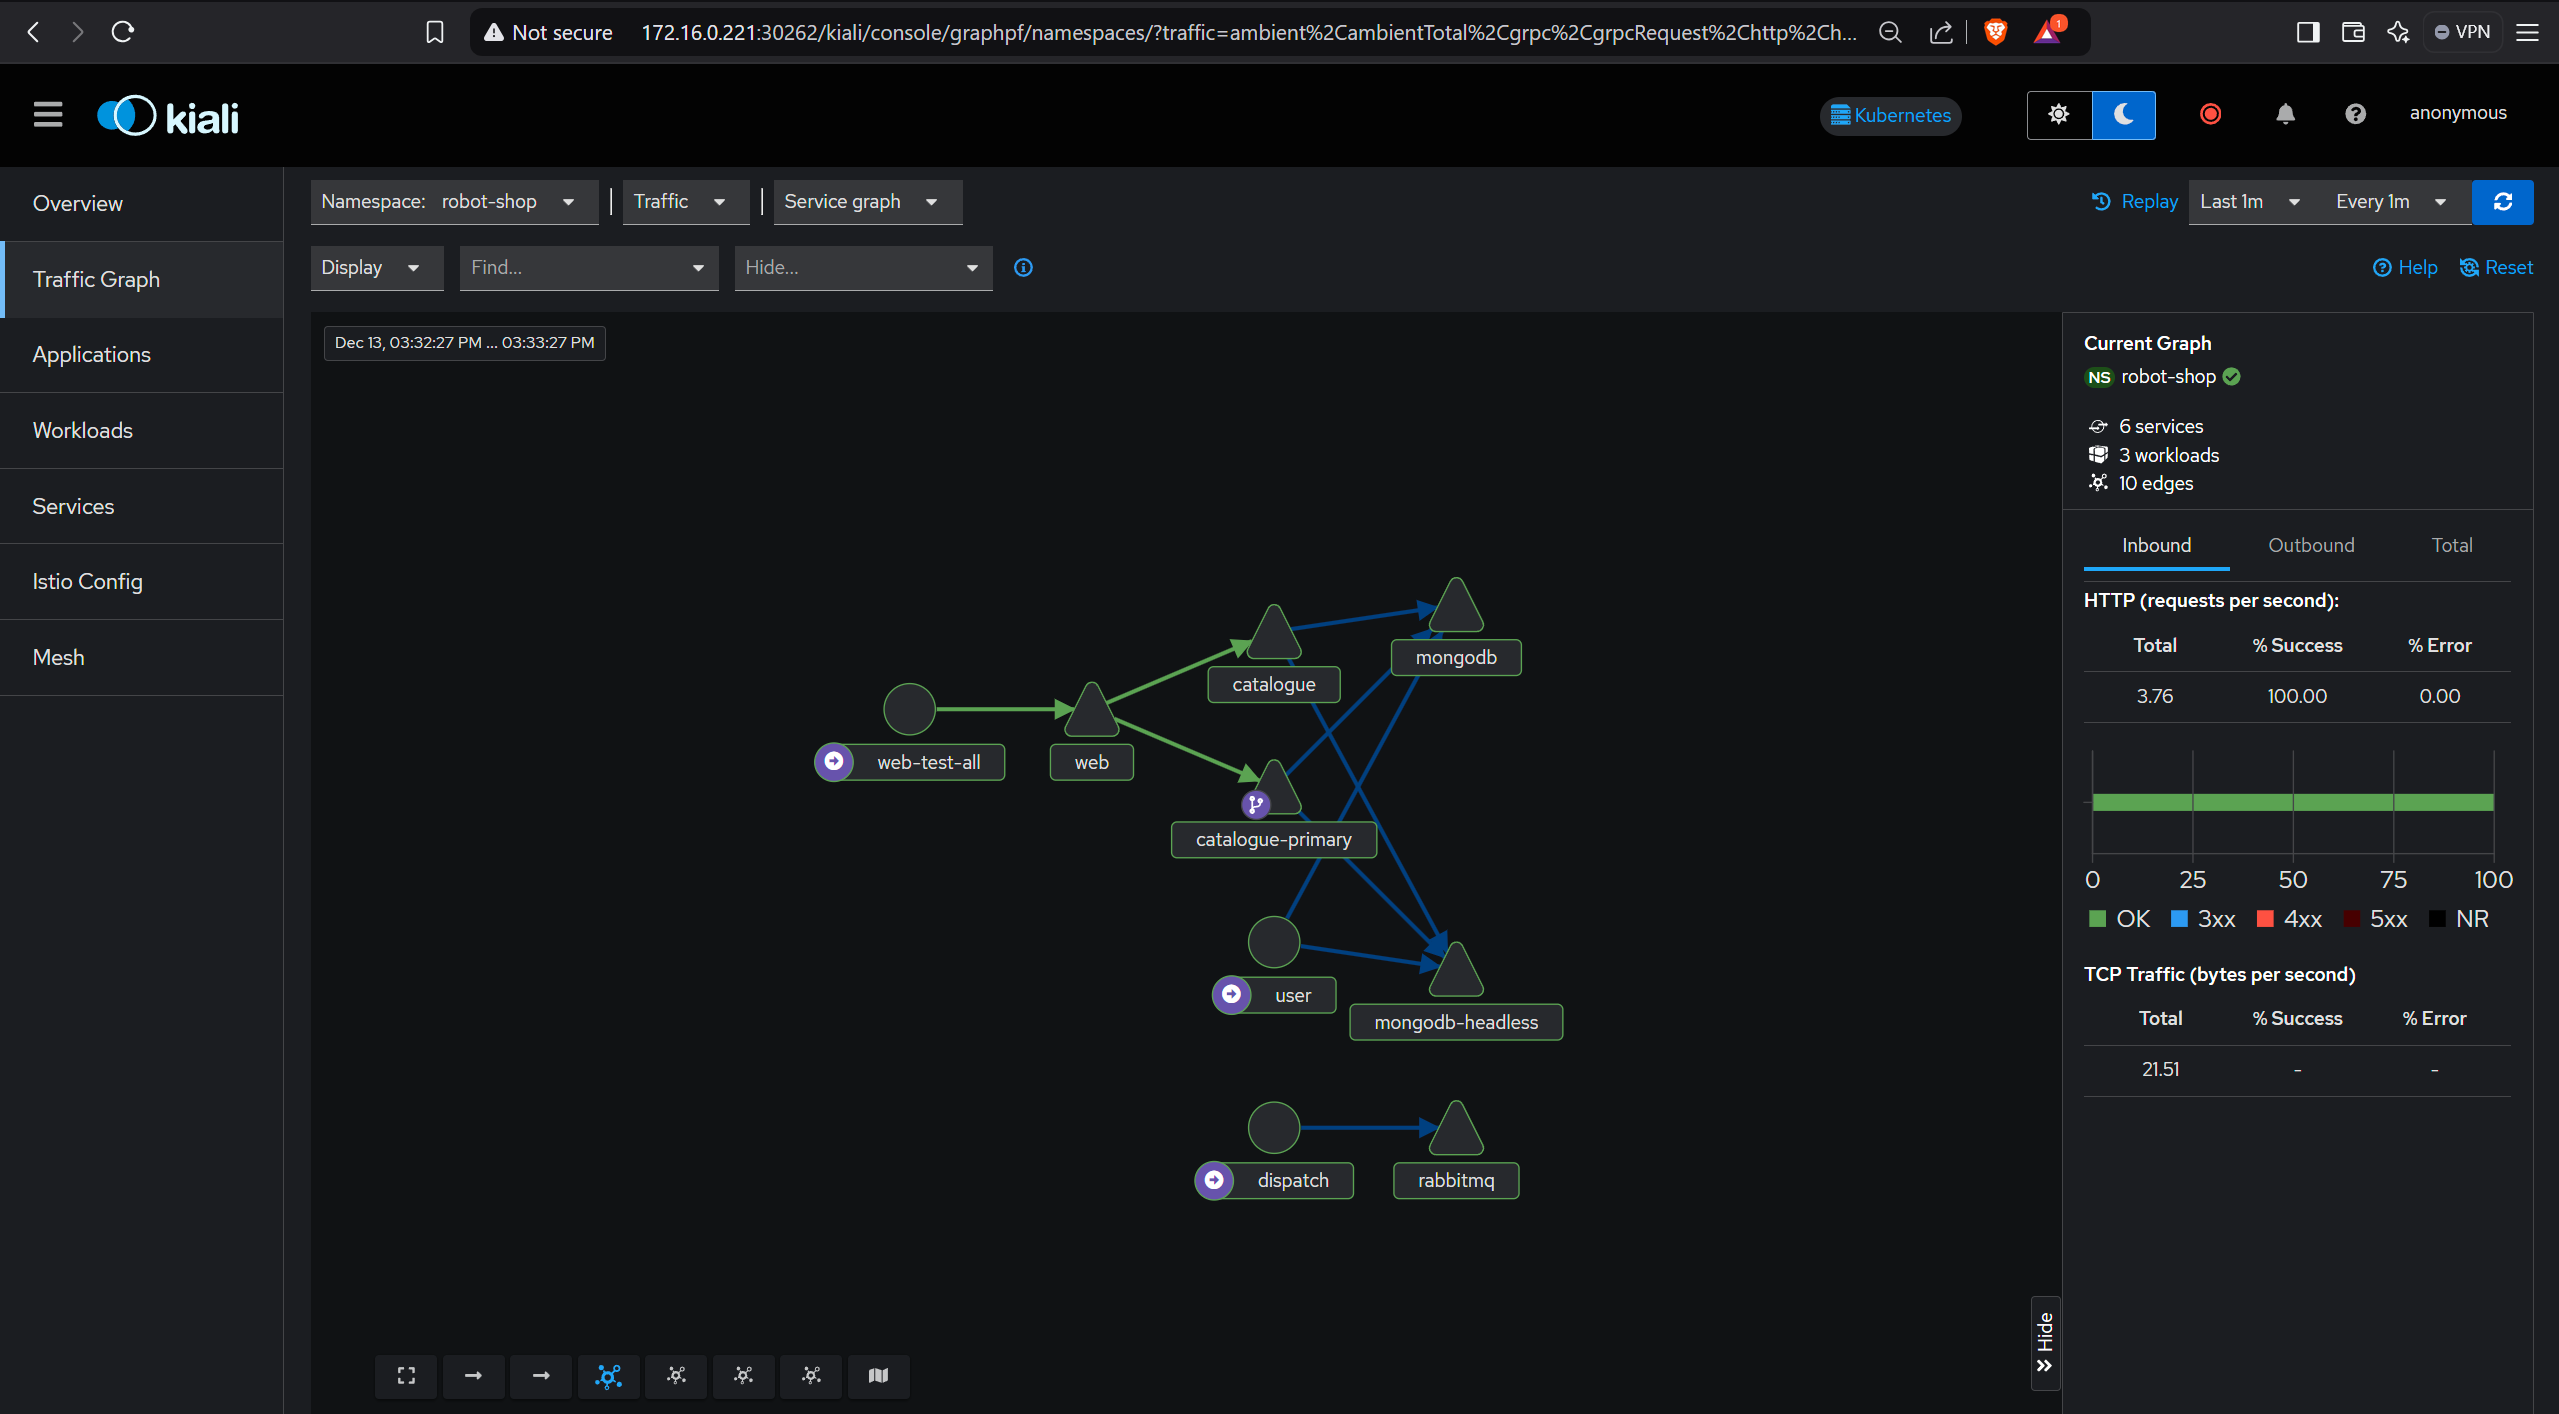 Not secure 172.16.0.221:30262/kiali/console/graphpf/namespaces/?traffic=ambient%2CambientTotal%2Cgrpc%2CgrpcRequest%2Chttp%2Ch... 1 VPN
kiali Kubernetes anonymous
Overview
Traffic Graph
Applications
Workloads
Services
Istio Config
Mesh
Namespace: robot-shop Traffic Service graph Replay Last 1m Every 1m
Display Find... Hide... Help Reset
Dec 13, 03:32:27 PM ... 03:33:27 PM
mongodb
catalogue
web-test-all
web
catalogue-primary
user
mongodb-headless
dispatch
rabbitmq
Hide
Current Graph
NS robot-shop
6 services
3 workloads
10 edges
Inbound Outbound Total
HTTP (requests per second):
Total % Success % Error
3.76 100.00 0.00
0 25 50 75 100
OK 3xx 4xx 5xx NR
TCP Traffic (bytes per second)
Total % Success % Error
21.51 - -